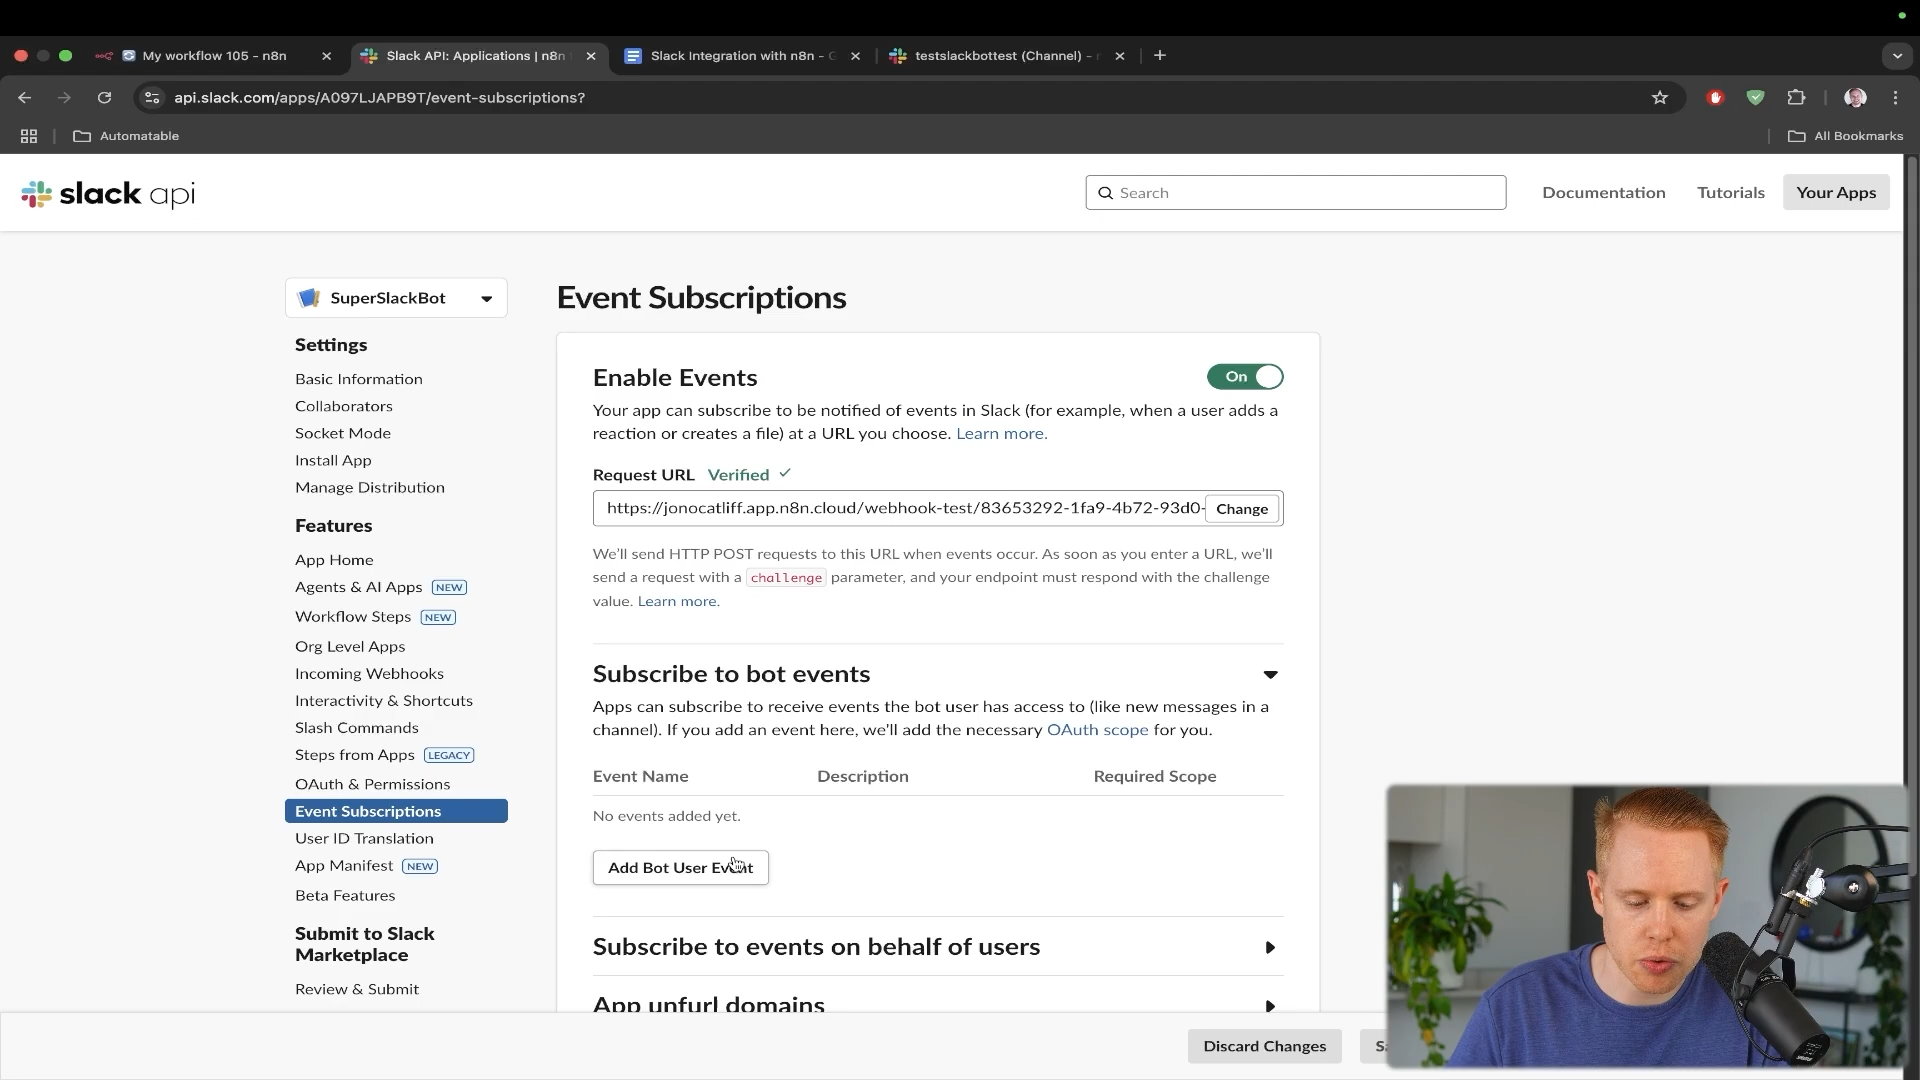 My workflow 105 - n8n
Slack API: Applications | n8n
Slack Integration with n8n - G
testslackbottest (Channel) -
api.slack.com/apps/A097LJAPB9T/event-subscriptions?
Automatable
All Bookmarks
slack api
Search
Documentation
Tutorials
Your Apps
SuperSlackBot
Settings
Basic Information
Collaborators
Socket Mode
Install App
Manage Distribution
Features
App Home
Agents & AI Apps NEW
Workflow Steps NEW
Org Level Apps
Incoming Webhooks
Interactivity & Shortcuts
Slash Commands
Steps from Apps LEGACY
OAuth & Permissions
Event Subscriptions
User ID Translation
App Manifest NEW
Beta Features
Submit to Slack
Marketplace
Review & Submit
Event Subscriptions
Enable Events
On
Your app can subscribe to be notified of events in Slack (for example, when a user adds a
reaction or creates a file) at a URL you choose. Learn more.
Request URL Verified
https://jonocatliff.app.n8n.cloud/webhook-test/83653292-1fa9-4b72-93d0-
Change
We'll send HTTP POST requests to this URL when events occur. As soon as you enter a URL, we'll
send a request with a challenge parameter, and your endpoint must respond with the challenge
value. Learn more.
Subscribe to bot events
Apps can subscribe to receive events the bot user has access to (like new messages in a
channel). If you add an event here, we'll add the necessary OAuth scope for you.
Event Name Description Required Scope
No events added yet.
Add Bot User Event
Subscribe to events on behalf of users
App unfurl domains
Discard Changes